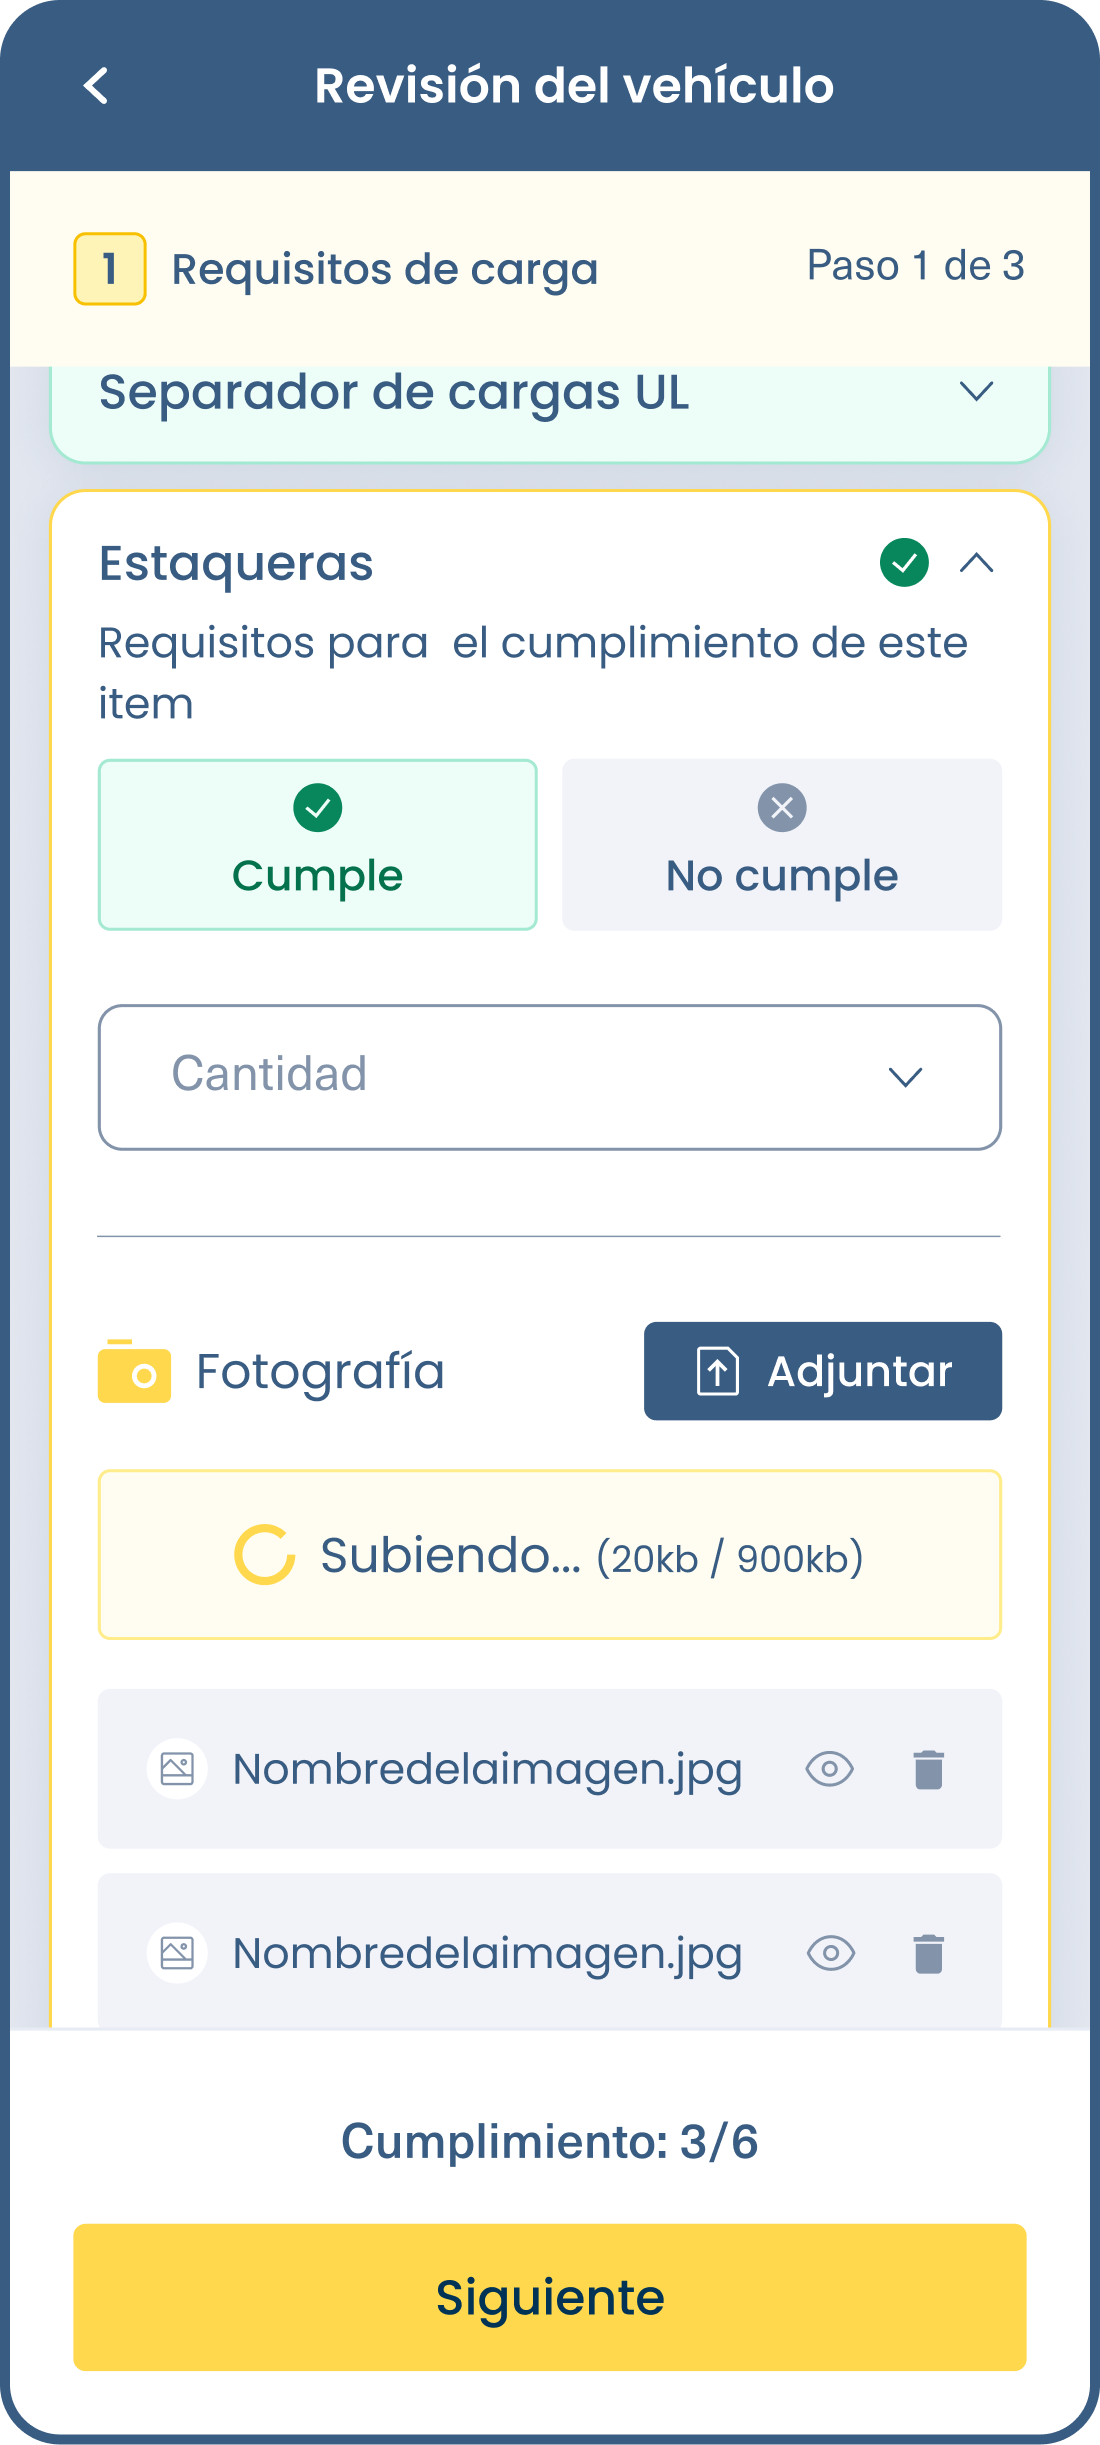 Revisión del vehículo
1 Requisitos de carga Paso 1 de 3
Separador de cargas UL
Estaqueras
Requisitos para  el cumplimiento de este
item
Cumple No cumple
Cantidad
Fotografía Adjuntar
Subiendo... (20kb / 900kb)
Nombredelaimagen.jpg
Nombredelaimagen.jpg
Cumplimiento: 3/6
Siguiente